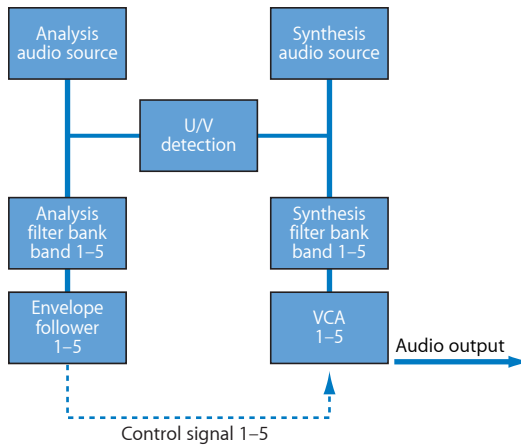 Analysis
audio source
Synthesis
audio source
U/V
detection
Analysis
filter bank
band 1–5
Synthesis
filter bank
band 1–5
Envelope
follower
1–5
VCA
1–5
Audio output
Control signal 1–5